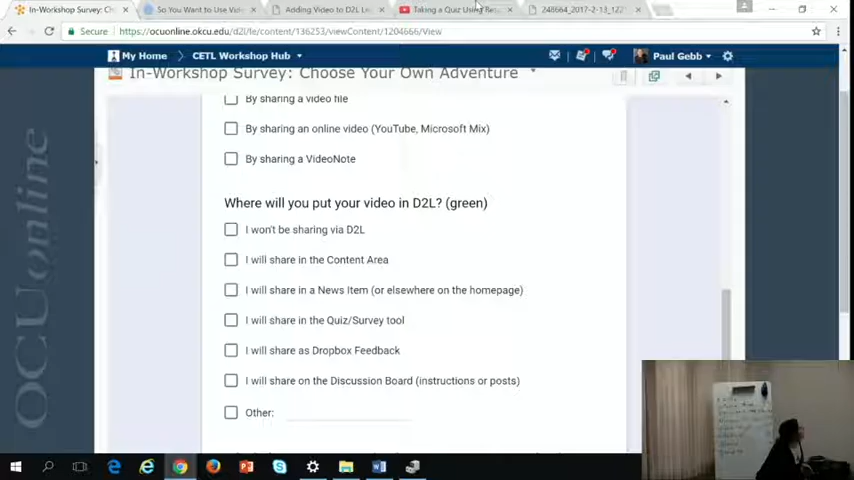 In-Workshop Survey: Ch
So You Want to Use Vide
Adding Video to D2L Le
Taking a Quiz Using Res
248664_2017-2-13_12
Secure https://ocuonline.okcu.edu/d2l/le/content/136253/viewContent/1204666/View
My Home
CETL Workshop Hub
Paul Gebb
In-Workshop Survey: Choose Your Own Adventure
By sharing a video file
By sharing an online video (YouTube, Microsoft Mix)
By sharing a VideoNote
Where will you put your video in D2L? (green)
I won't be sharing via D2L
I will share in the Content Area
I will share in a News Item (or elsewhere on the homepage)
I will share in the Quiz/Survey tool
I will share as Dropbox Feedback
I will share on the Discussion Board (instructions or posts)
Other:
OCUonline